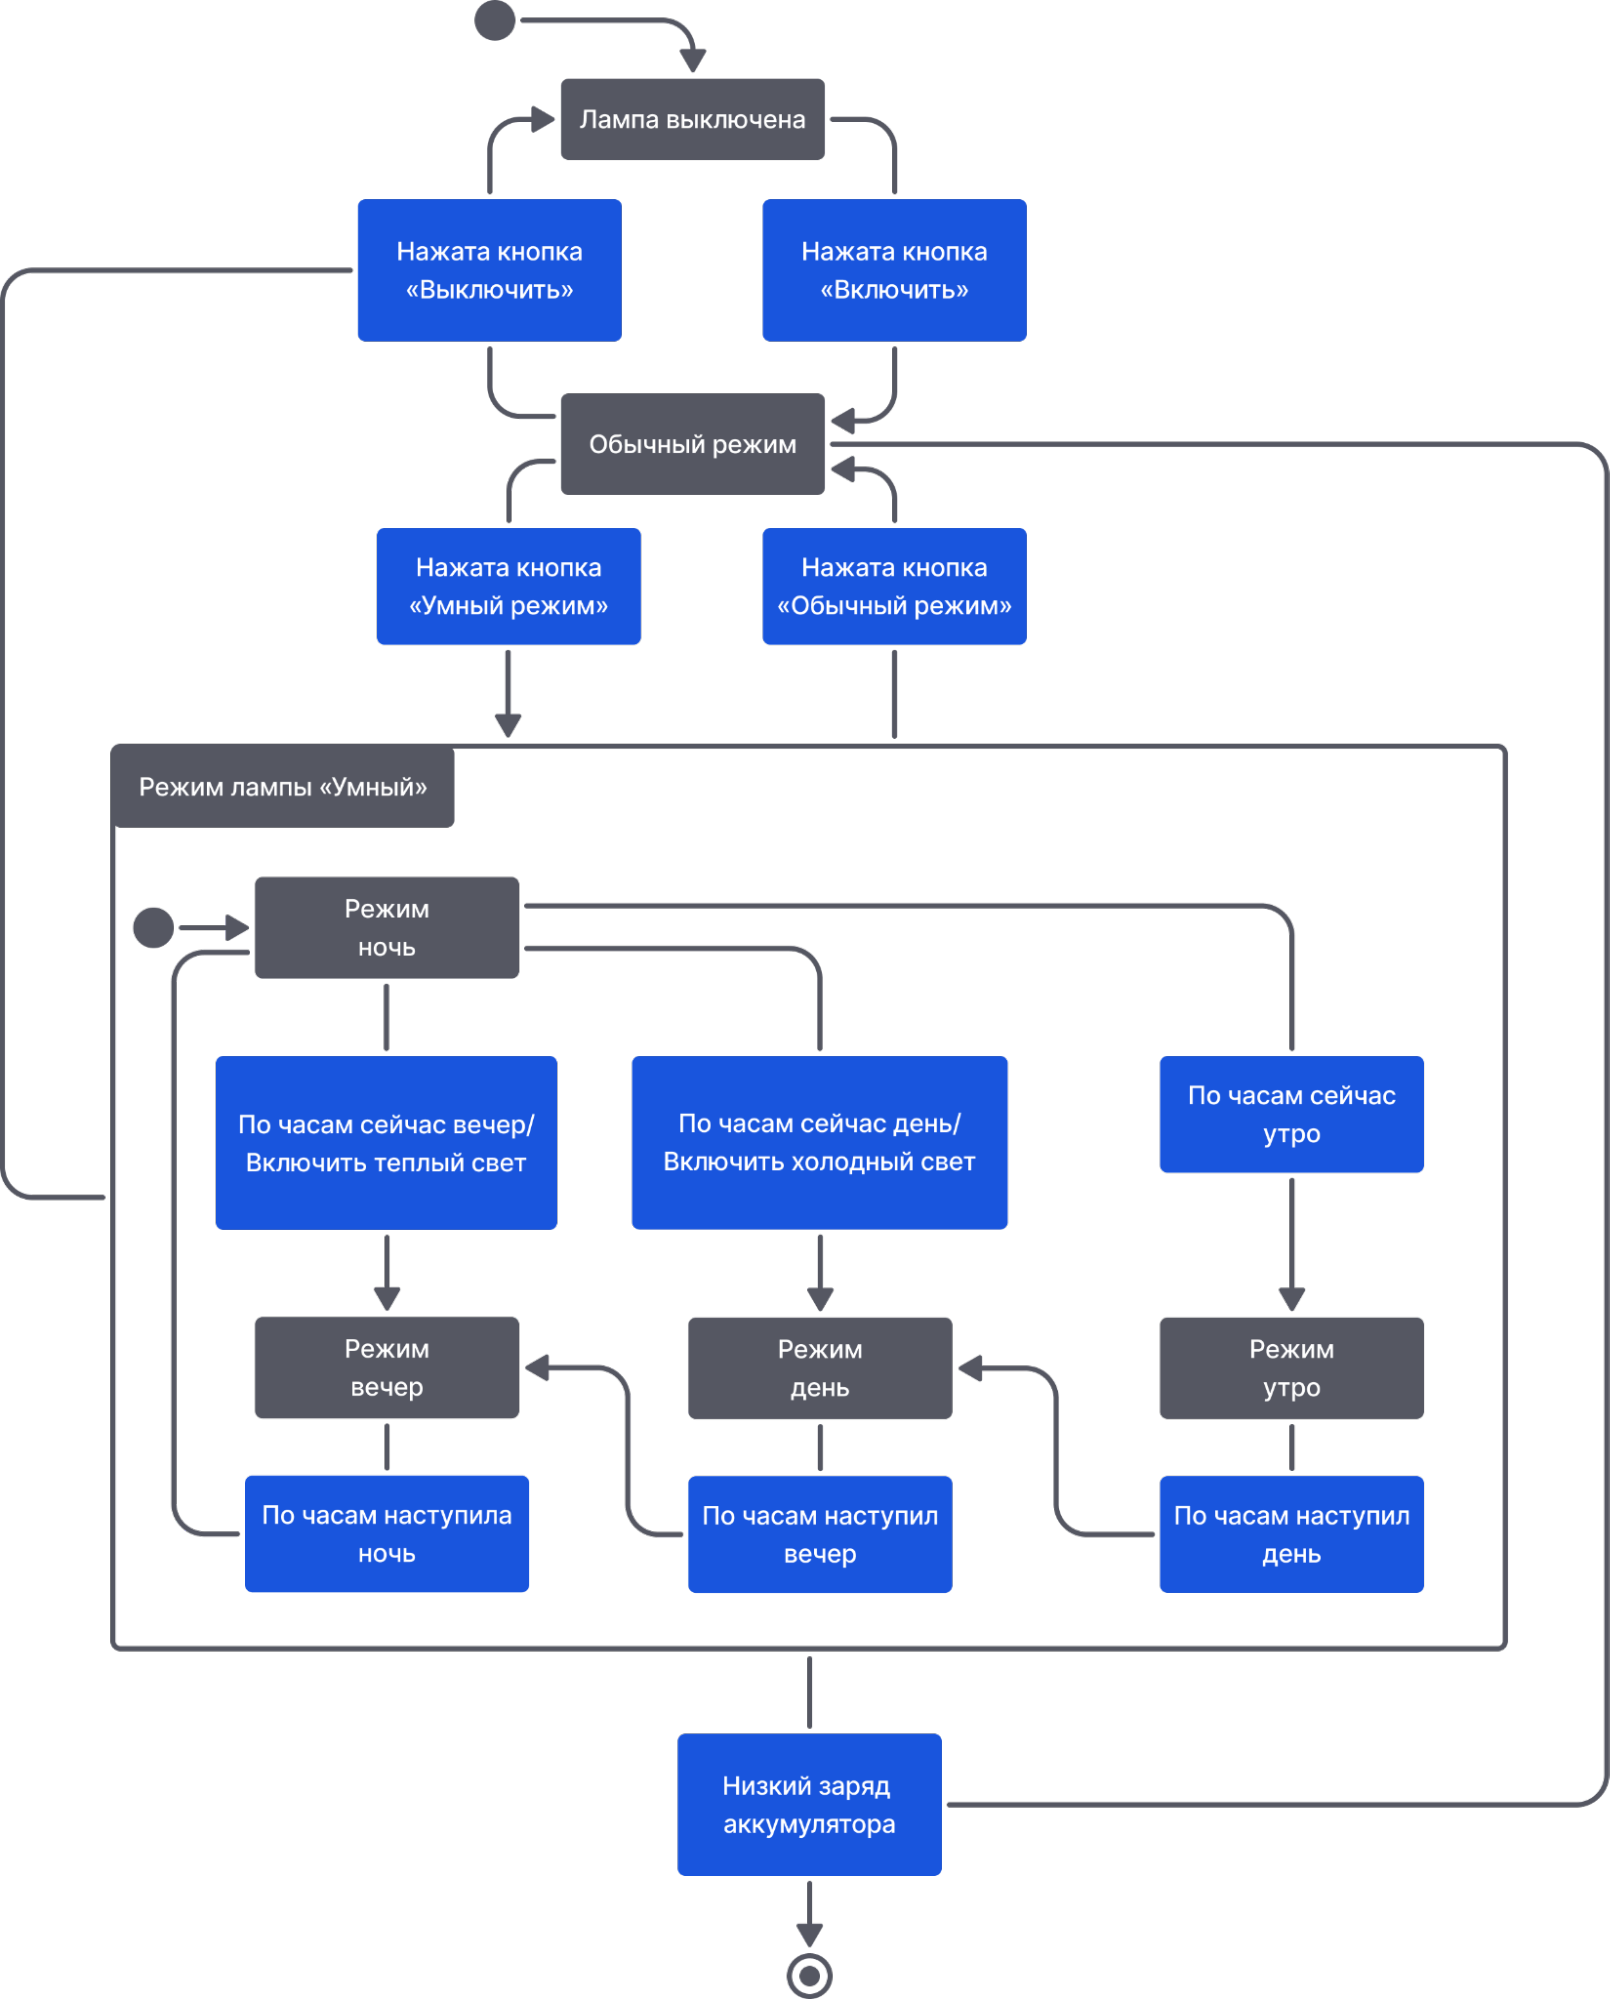 Лампа выключена
Нажата кнопка
«Выключить»
Нажата кнопка
«Включить»
Обычный режим
Нажата кнопка
«Умный режим»
Нажата кнопка
«Обычный режим»
Режим лампы «Умный»
Режим
ночь
По часам сейчас вечер/
Включить теплый свет
По часам сейчас день/
Включить холодный свет
По часам сейчас
утро
Режим
вечер
Режим
день
Режим
утро
По часам наступила
ночь
По часам наступил
вечер
По часам наступил
день
Низкий заряд
аккумулятора